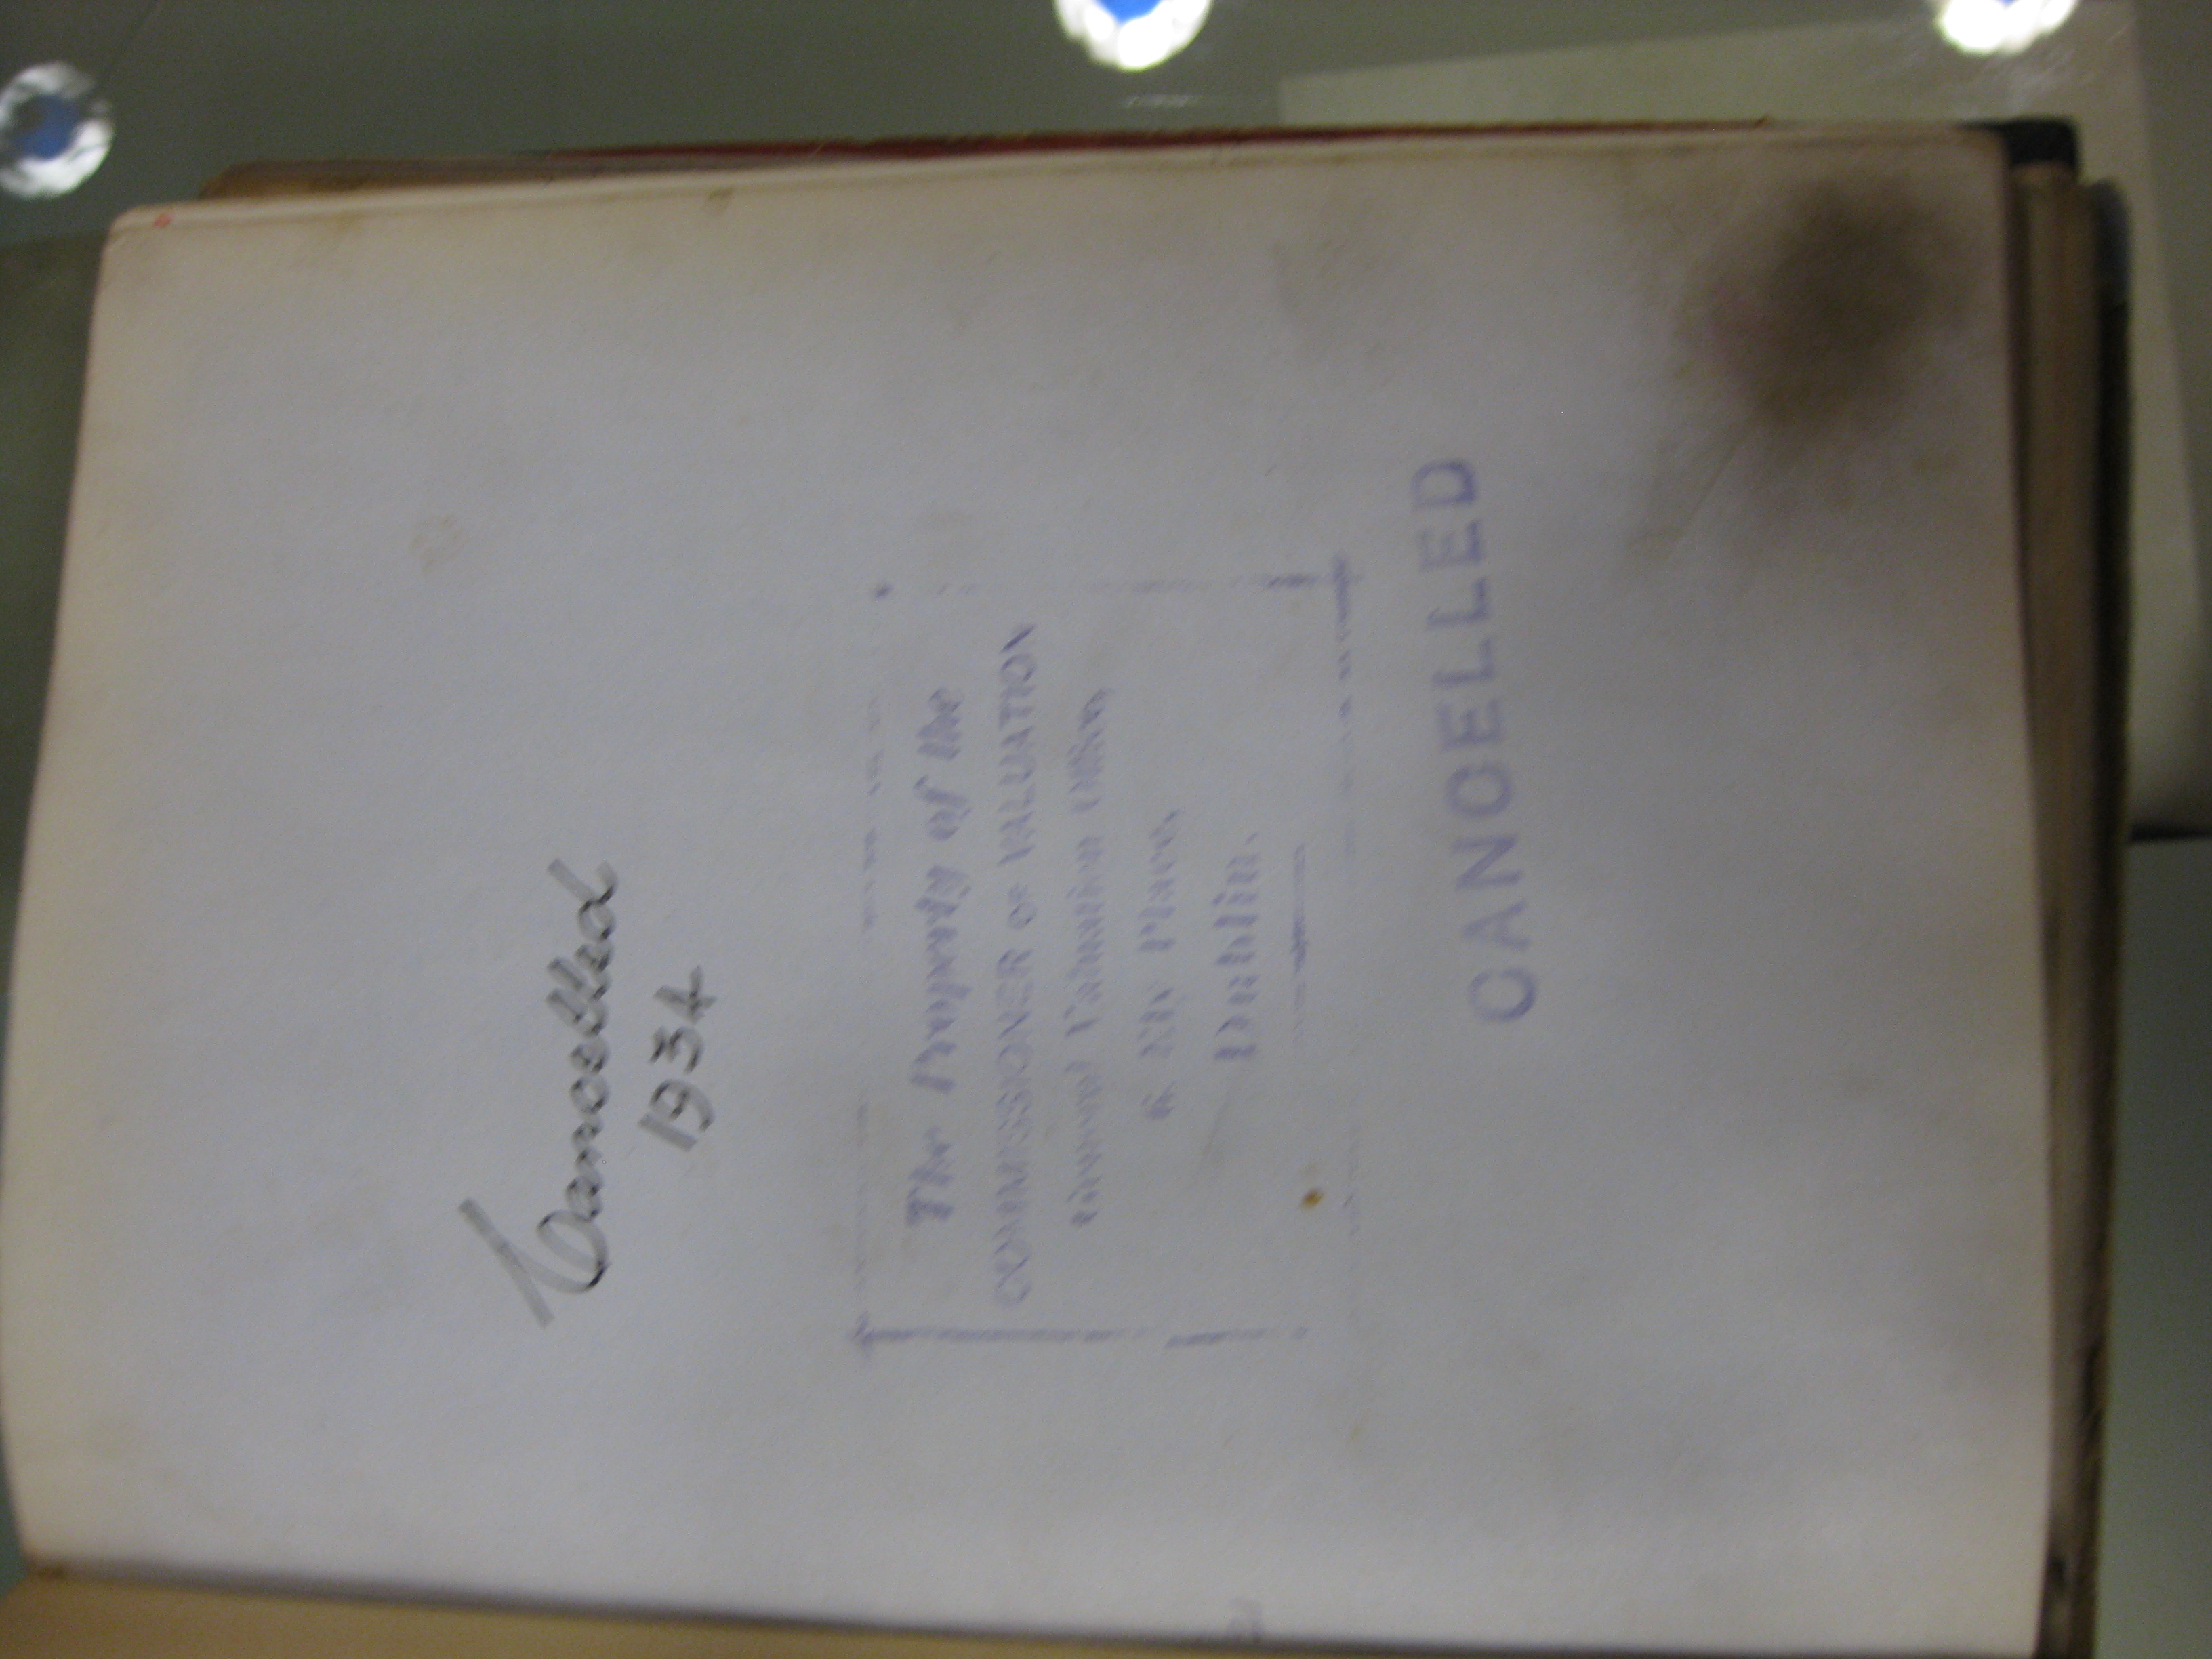 Cancelled
1934
The Property of the
COMMISSIONER OF VALUATION
General Valuation Office
6 Ely Place
Dublin.
CANCELLED